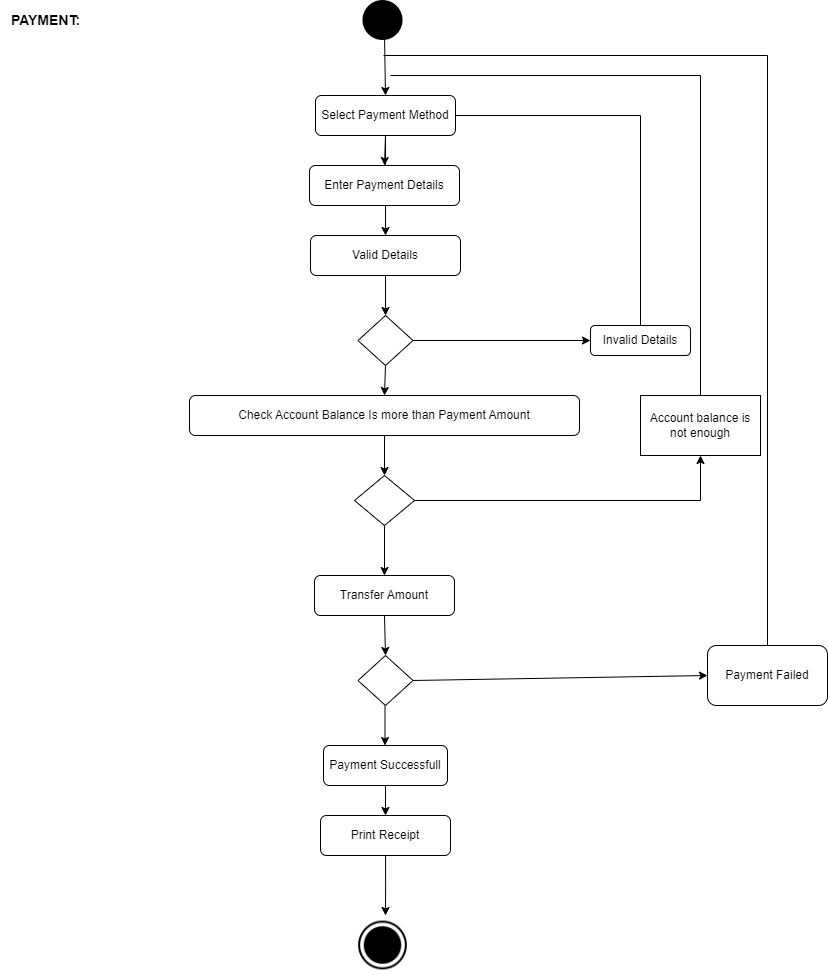 PAYMENT:
Select Payment Method
Enter Payment Details
Valid Details
Invalid Details
Check Account Balance Is more than Payment Amount
Account balance is
not enough
Transfer Amount
Payment Failed
Payment Successfull
Print Receipt